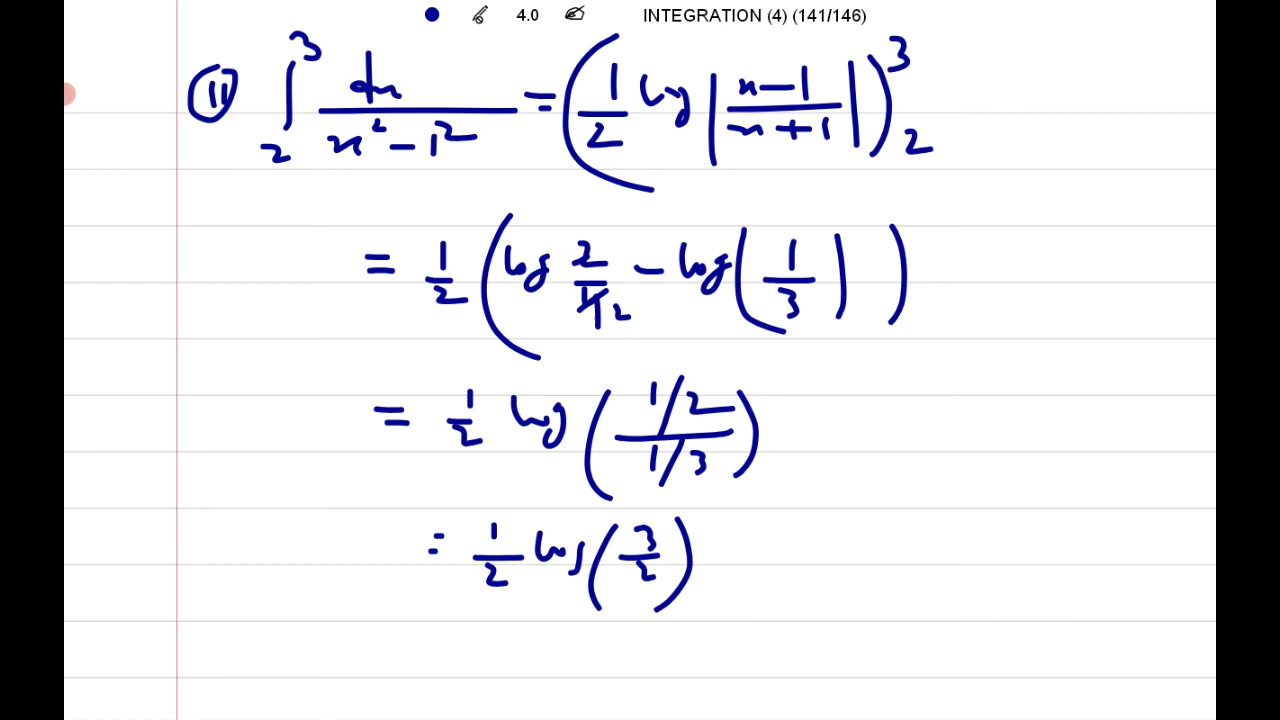 4.0 INTEGRATION (4) (141/146)
(11) ∫₂³ dx/(x² − 1²) = (1/2 log |(x−1)/(x+1)|)₂³
= 1/2 (log 2/4 2 − log(1/3))
= 1/2 log((1/2)/(1/3))
= 1/2 log(3/2)